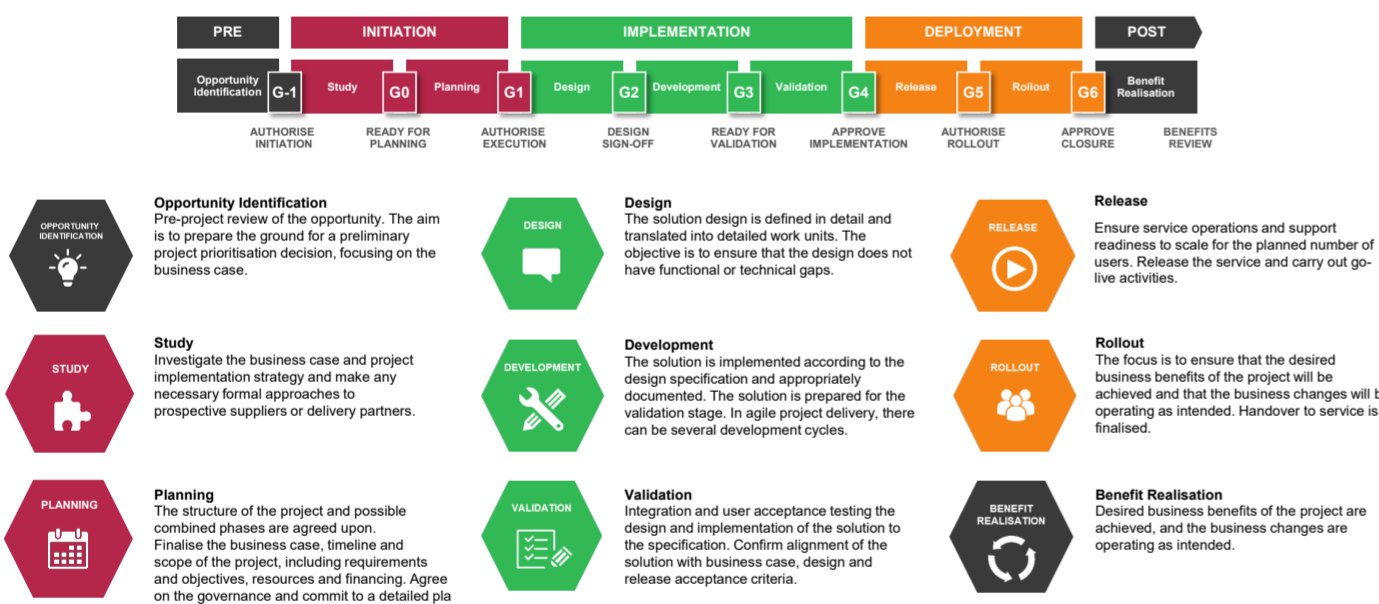 PRE
INITIATION
IMPLEMENTATION
DEPLOYMENT
POST
Opportunity
Identification
G-1
Study
G0
Planning
G1
Design
G2
Development
G3
Validation
G4
Release
G5
Rollout
G6
Benefit
Realisation
AUTHORISE
INITIATION
READY FOR
PLANNING
AUTHORISE
EXECUTION
DESIGN
SIGN-OFF
READY FOR
VALIDATION
APPROVE
IMPLEMENTATION
AUTHORISE
ROLLOUT
APPROVE
CLOSURE
BENEFITS
REVIEW
OPPORTUNITY
IDENTIFICATION
Opportunity Identification
Pre-project review of the opportunity. The aim
is to prepare the ground for a preliminary
project prioritisation decision, focusing on the
business case.
STUDY
Study
Investigate the business case and project
implementation strategy and make any
necessary formal approaches to
prospective suppliers or delivery partners.
PLANNING
Planning
The structure of the project and possible
combined phases are agreed upon.
Finalise the business case, timeline and
scope of the project, including requirements
and objectives, resources and financing. Agree
on the governance and commit to a detailed pla
DESIGN
Design
The solution design is defined in detail and
translated into detailed work units. The
objective is to ensure that the design does not
have functional or technical gaps.
DEVELOPMENT
Development
The solution is implemented according to the
design specification and appropriately
documented. The solution is prepared for the
validation stage. In agile project delivery, there
can be several development cycles.
VALIDATION
Validation
Integration and user acceptance testing the
design and implementation of the solution to
the specification. Confirm alignment of the
solution with business case, design and
release acceptance criteria.
RELEASE
Release
Ensure service operations and support
readiness to scale for the planned number of
users. Release the service and carry out go-
live activities.
ROLLOUT
Rollout
The focus is to ensure that the desired
business benefits of the project will be
achieved and that the business changes will b
operating as intended. Handover to service is
finalised.
BENEFIT
REALISATION
Benefit Realisation
Desired business benefits of the project are
achieved, and the business changes are
operating as intended.